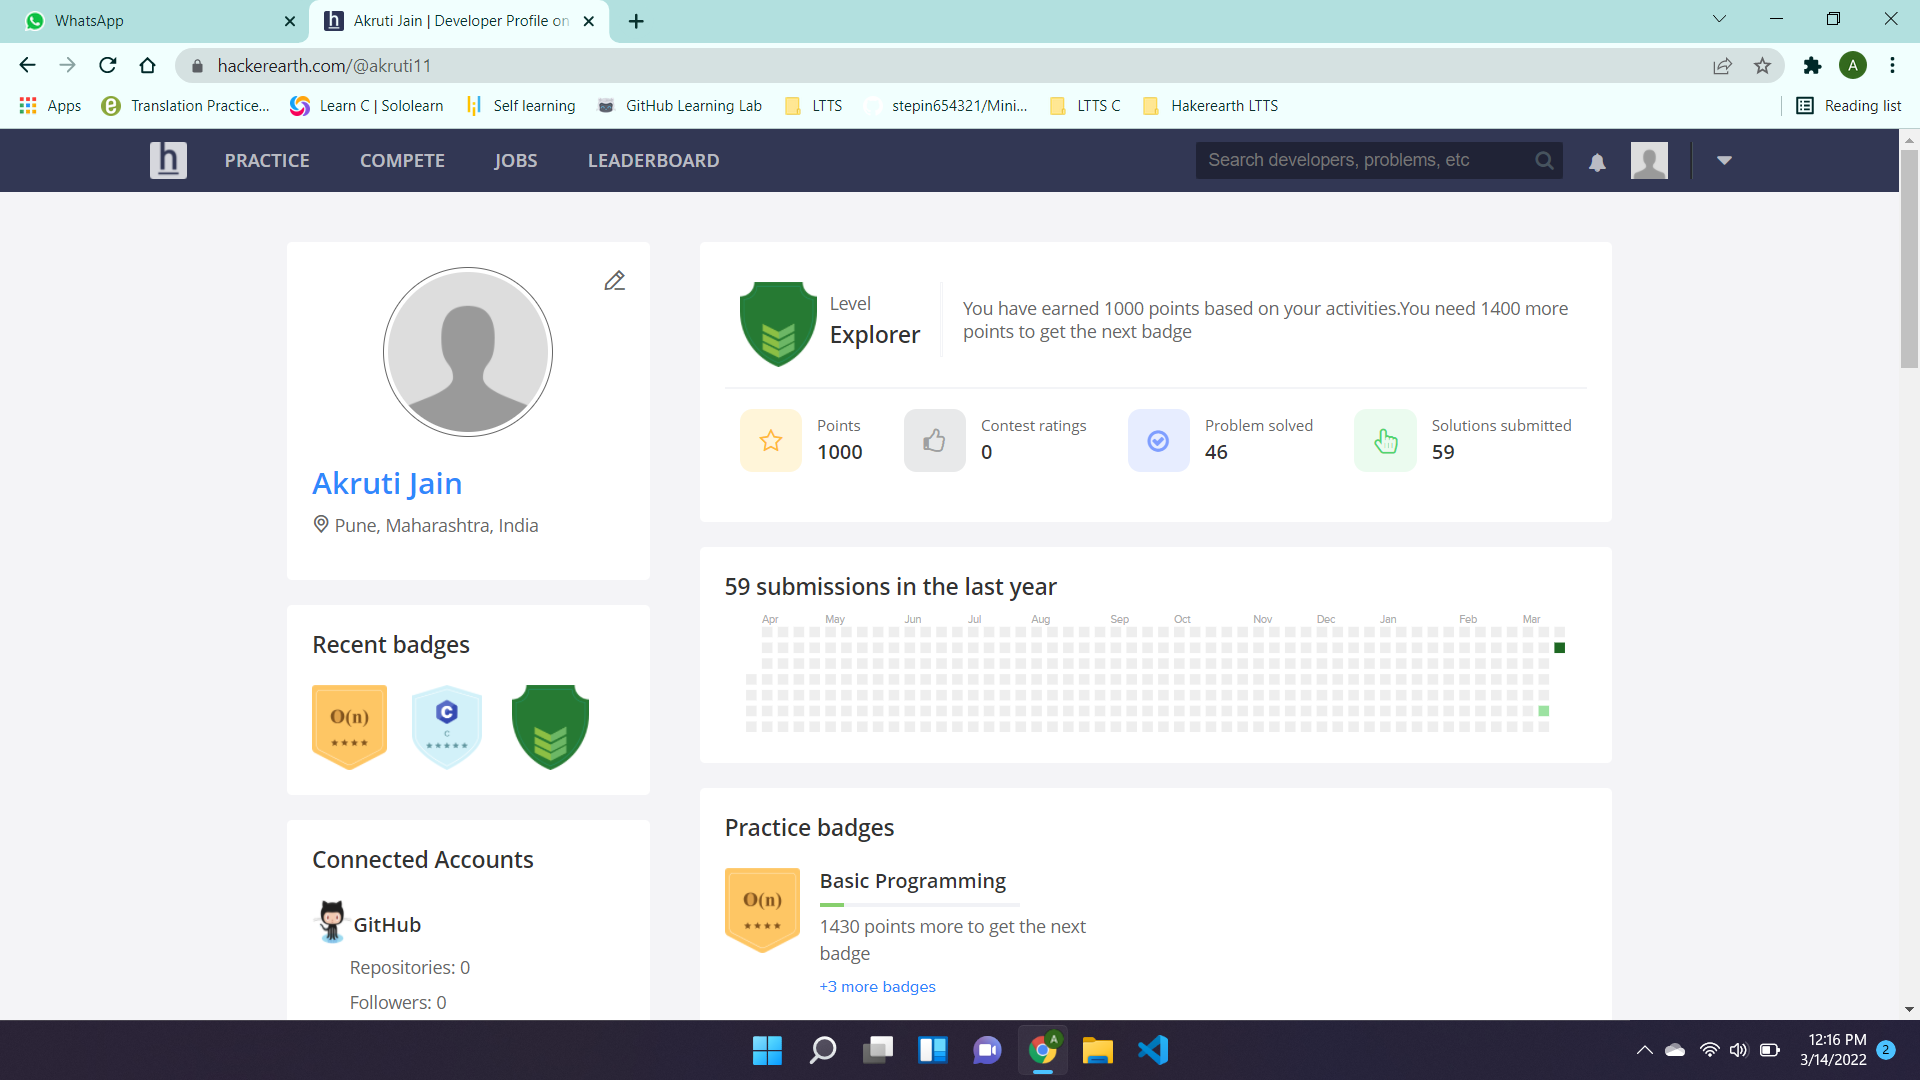 WhatsApp
Akruti Jain | Developer Profile on
hackerearth.com/@akruti11
A
Apps
Translation Practice...
Learn C | Sololearn
Self learning
GitHub Learning Lab
LTTS
stepin654321/Mini...
LTTS C
Hakerearth LTTS
Reading list
h
PRACTICE
COMPETE
JOBS
LEADERBOARD
Search developers, problems, etc
Akruti Jain
Pune, Maharashtra, India
Level
Explorer
You have earned 1000 points based on your activities.You need 1400 more
points to get the next badge
Points
1000
Contest ratings
0
Problem solved
46
Solutions submitted
59
59 submissions in the last year
Apr May Jun Jul Aug Sep Oct Nov Dec Jan Feb Mar
Recent badges
O(n)
C
C
Connected Accounts
GitHub
Repositories: 0
Followers: 0
Practice badges
O(n)
Basic Programming
1430 points more to get the next
badge
+3 more badges
A
12:16 PM
3/14/2022
2